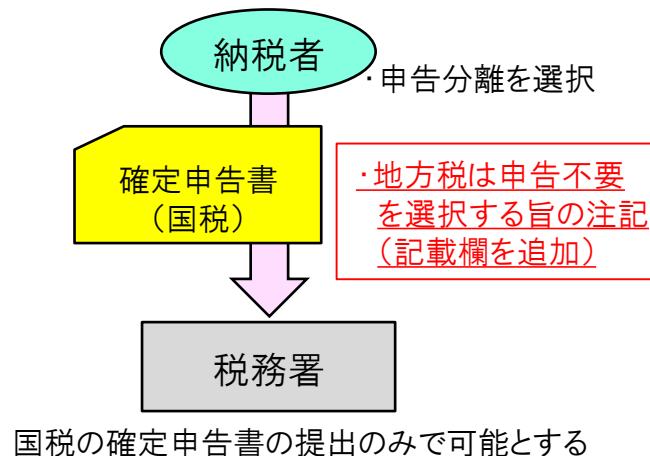 納税者
・申告分離を選択
確定申告書
（国税）
・地方税は申告不要
を選択する旨の注記
（記載欄を追加）
税務署
国税の確定申告書の提出のみで可能とする